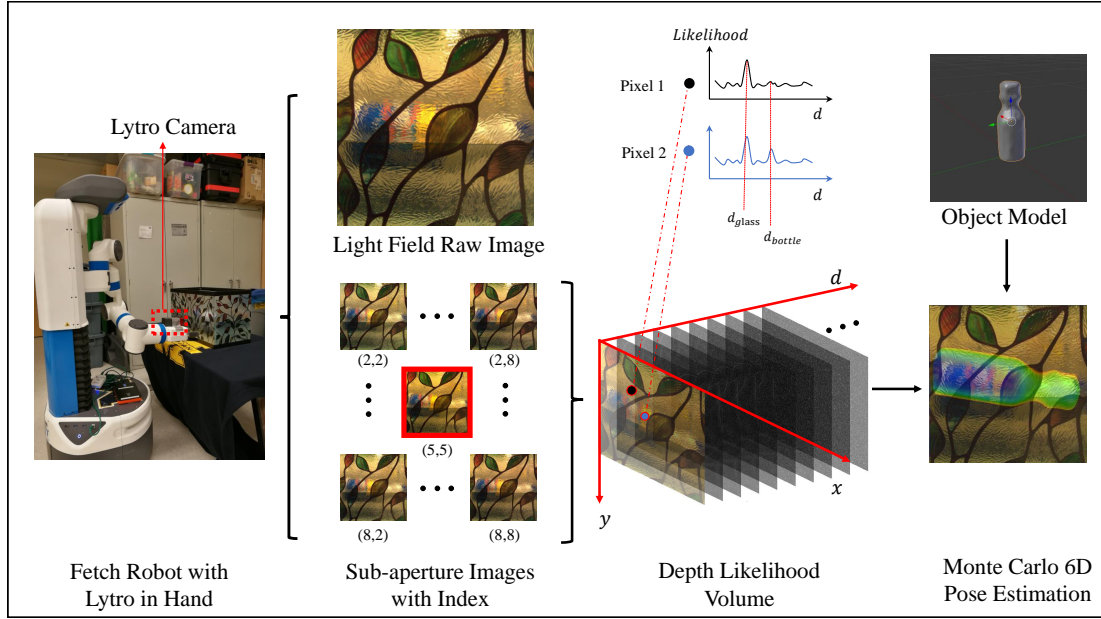 Lytro Camera
Light Field Raw Image
(2,2)
(2,8)
(5,5)
(8,2)
(8,8)
Likelihood
Pixel 1
d
Pixel 2
d
d_glass
d_bottle
d
x
y
Object Model
Fetch Robot with
Lytro in Hand
Sub-aperture Images
with Index
Depth Likelihood
Volume
Monte Carlo 6D
Pose Estimation